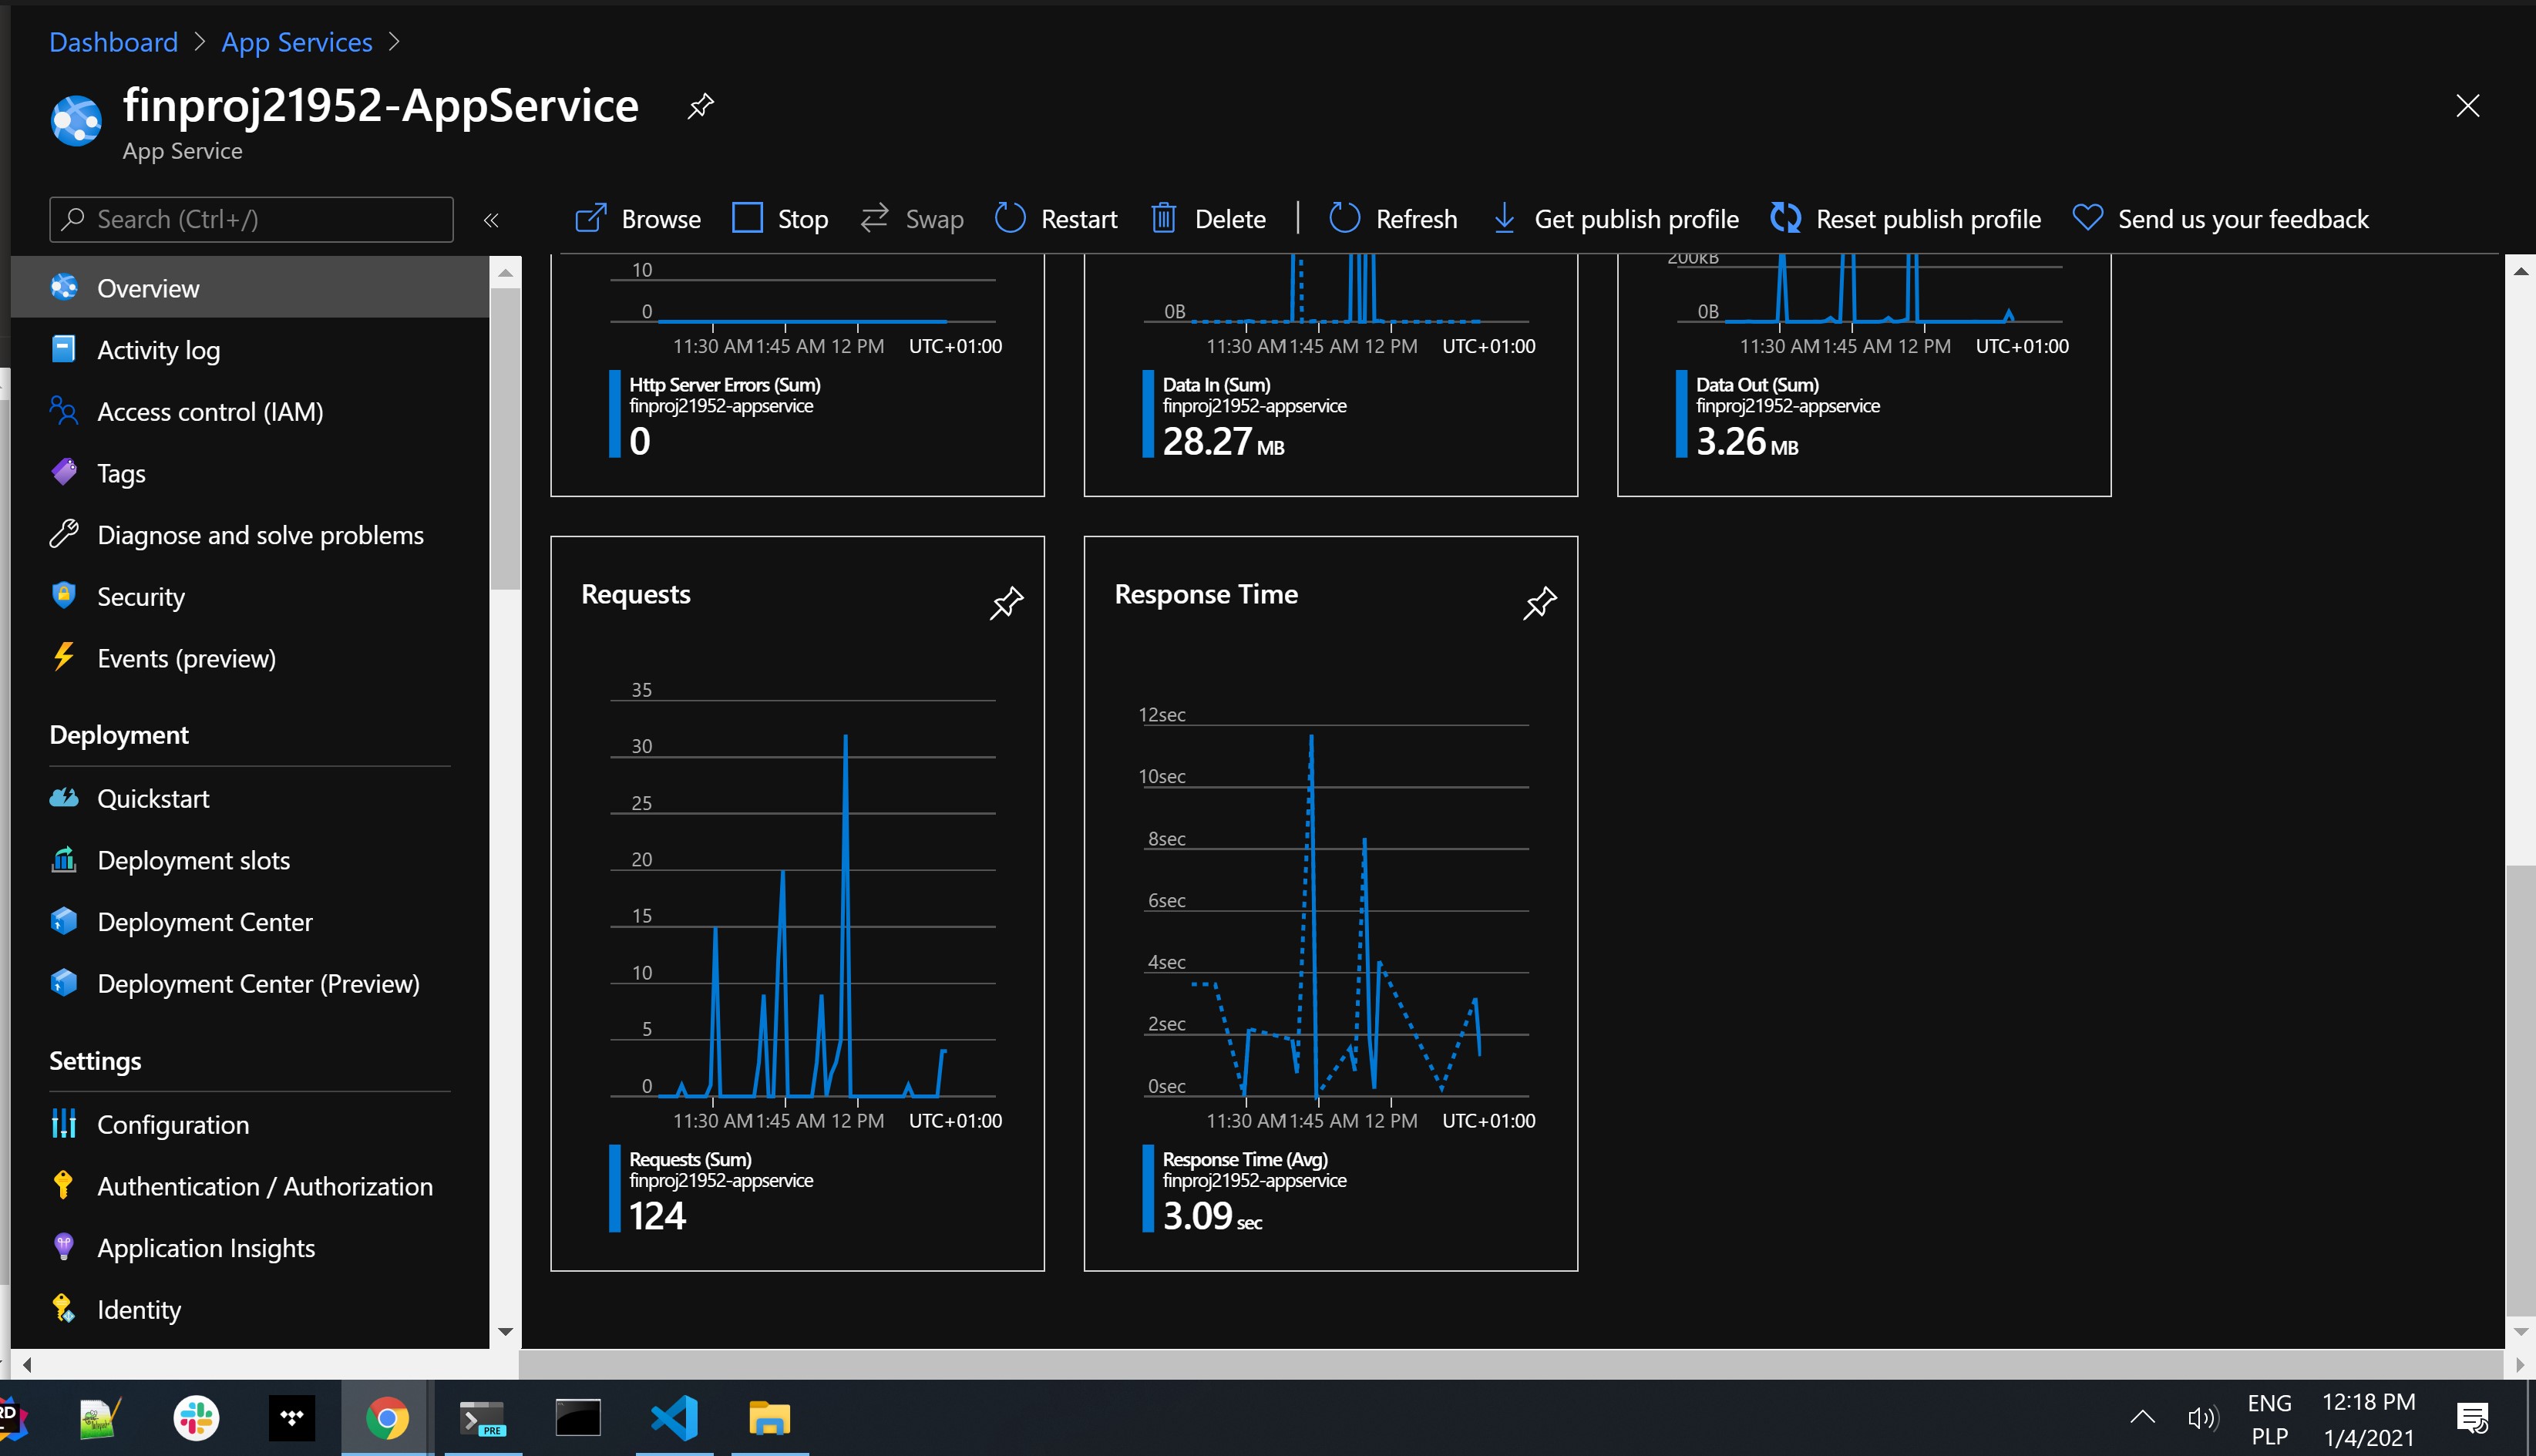 Dashboard > App Services >
finproj21952-AppService
App Service
Search (Ctrl+/)
«
Browse Stop Swap Restart Delete | Refresh Get publish profile Reset publish profile Send us your feedback
Overview
Activity log
Access control (IAM)
Tags
Diagnose and solve problems
Security
Events (preview)
Deployment
Quickstart
Deployment slots
Deployment Center
Deployment Center (Preview)
Settings
Configuration
Authentication / Authorization
Application Insights
Identity
10
0
11:30 AM 11:45 AM 12 PM UTC+01:00
Http Server Errors (Sum)
finproj21952-appservice
0
0B
11:30 AM 11:45 AM 12 PM UTC+01:00
Data In (Sum)
finproj21952-appservice
28.27 MB
200kB
0B
11:30 AM 11:45 AM 12 PM UTC+01:00
Data Out (Sum)
finproj21952-appservice
3.26 MB
Requests
35
30
25
20
15
10
5
0
11:30 AM 11:45 AM 12 PM UTC+01:00
Requests (Sum)
finproj21952-appservice
124
Response Time
12sec
10sec
8sec
6sec
4sec
2sec
0sec
11:30 AM 11:45 AM 12 PM UTC+01:00
Response Time (Avg)
finproj21952-appservice
3.09 sec
RD
PRE
ENG
PLP
12:18 PM
1/4/2021